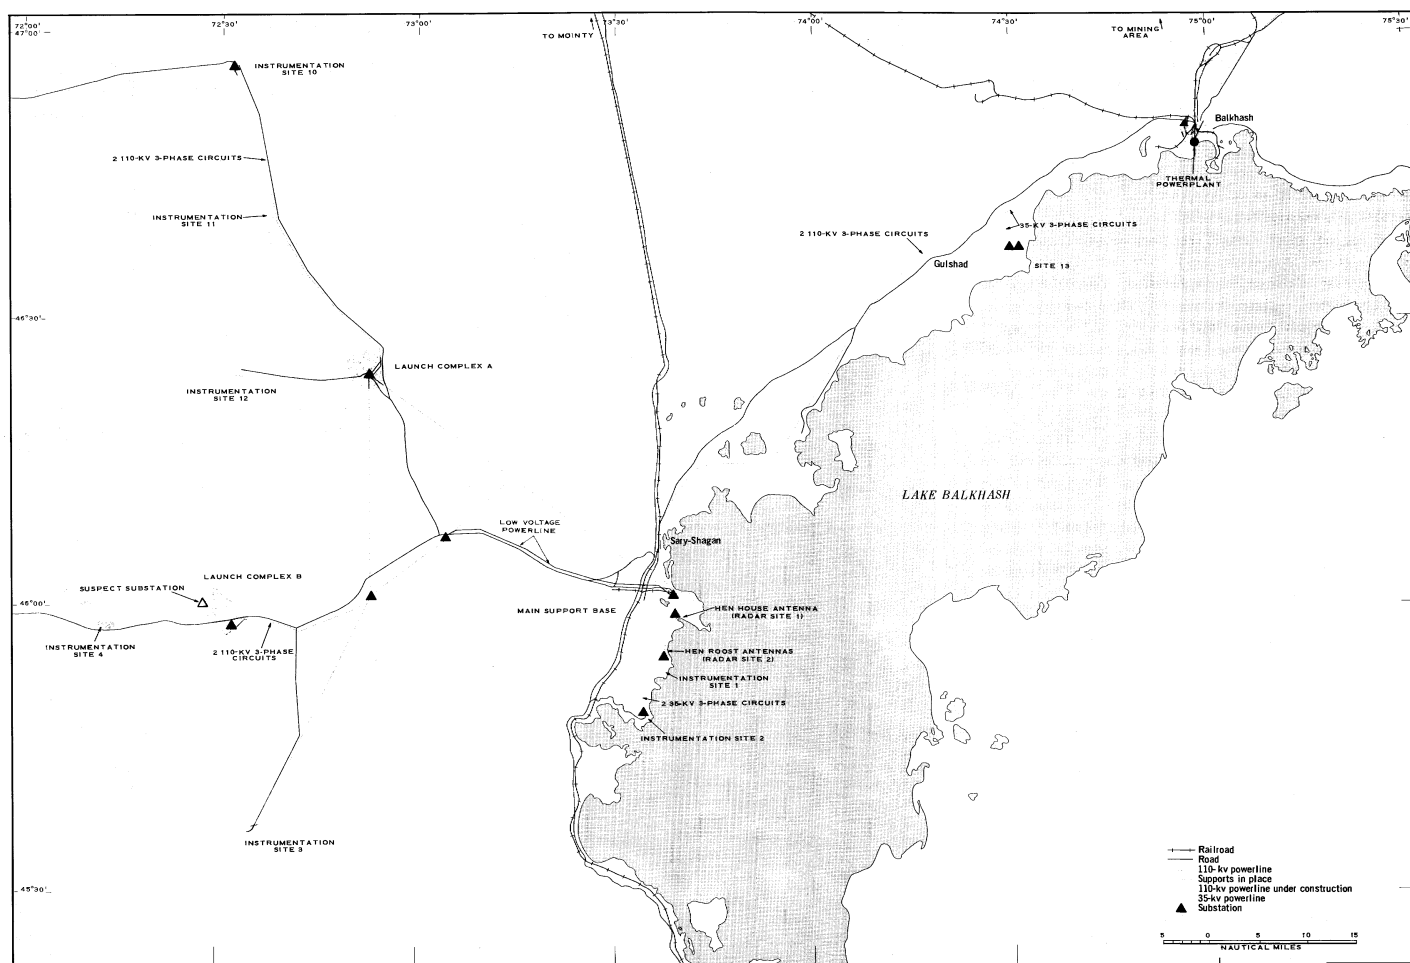 72°00'
72°30'
73°00'
73°30'
74°00'
74°30'
75°00'
75°30'
47°00'
TO MOINTY
TO MINING
AREA
INSTRUMENTATION
SITE 10
Balkhash
2 110-KV 3-PHASE CIRCUITS
THERMAL
POWERPLANT
INSTRUMENTATION
SITE 11
35-KV 3-PHASE CIRCUITS
2 110-KV 3-PHASE CIRCUITS
Gulshad
SITE 13
46°30'
LAUNCH COMPLEX A
INSTRUMENTATION
SITE 12
LAKE BALKHASH
LOW VOLTAGE
POWERLINE
Sary-Shagan
LAUNCH COMPLEX B
SUSPECT SUBSTATION
46°00'
MAIN SUPPORT BASE
HEN HOUSE ANTENNA
(RADAR SITE 1)
INSTRUMENTATION
SITE 4
2 110-KV 3-PHASE
CIRCUITS
HEN ROOST ANTENNAS
(RADAR SITE 2)
INSTRUMENTATION
SITE 1
2 35-KV 3-PHASE CIRCUITS
INSTRUMENTATION SITE 2
INSTRUMENTATION
SITE 3
45°30'
Railroad
Road
110-kv powerline
Supports in place
110-kv powerline under construction
35-kv powerline
Substation
5 0 5 10 15
NAUTICAL MILES